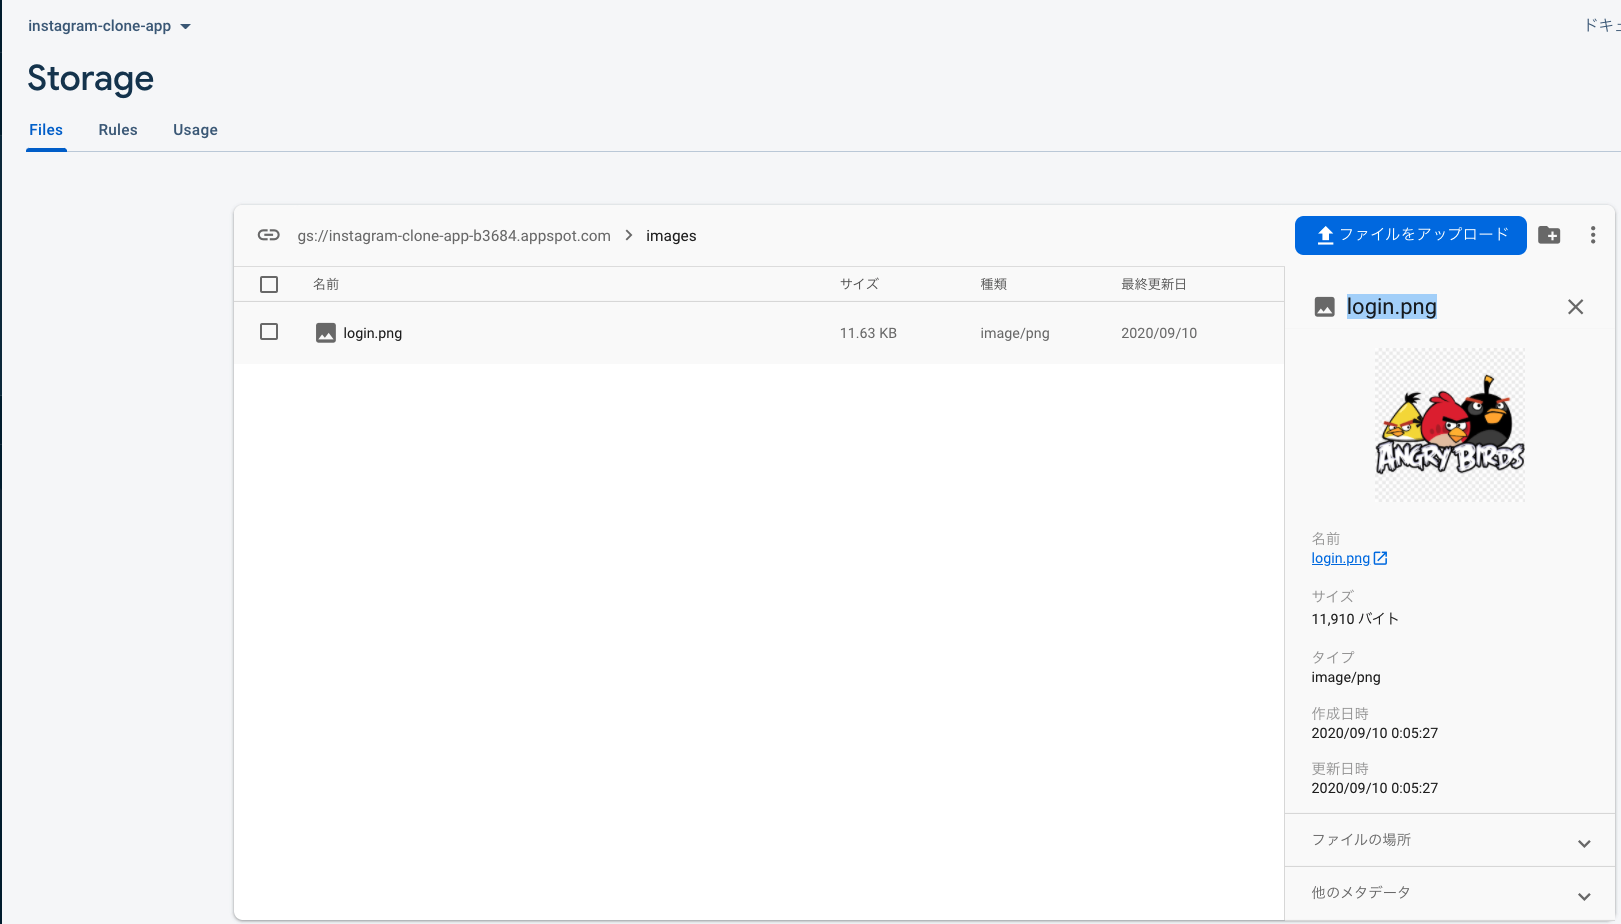 instagram-clone-app
Storage
Files Rules Usage
gs://instagram-clone-app-b3684.appspot.com images
ファイルをアップロード
名前 サイズ 種類 最終更新日
login.png 11.63 KB image/png 2020/09/10
login.png
ANGRY BIRDS
名前
login.png
サイズ
11,910 バイト
タイプ
image/png
作成日時
2020/09/10 0:05:27
更新日時
2020/09/10 0:05:27
ファイルの場所
他のメタデータ